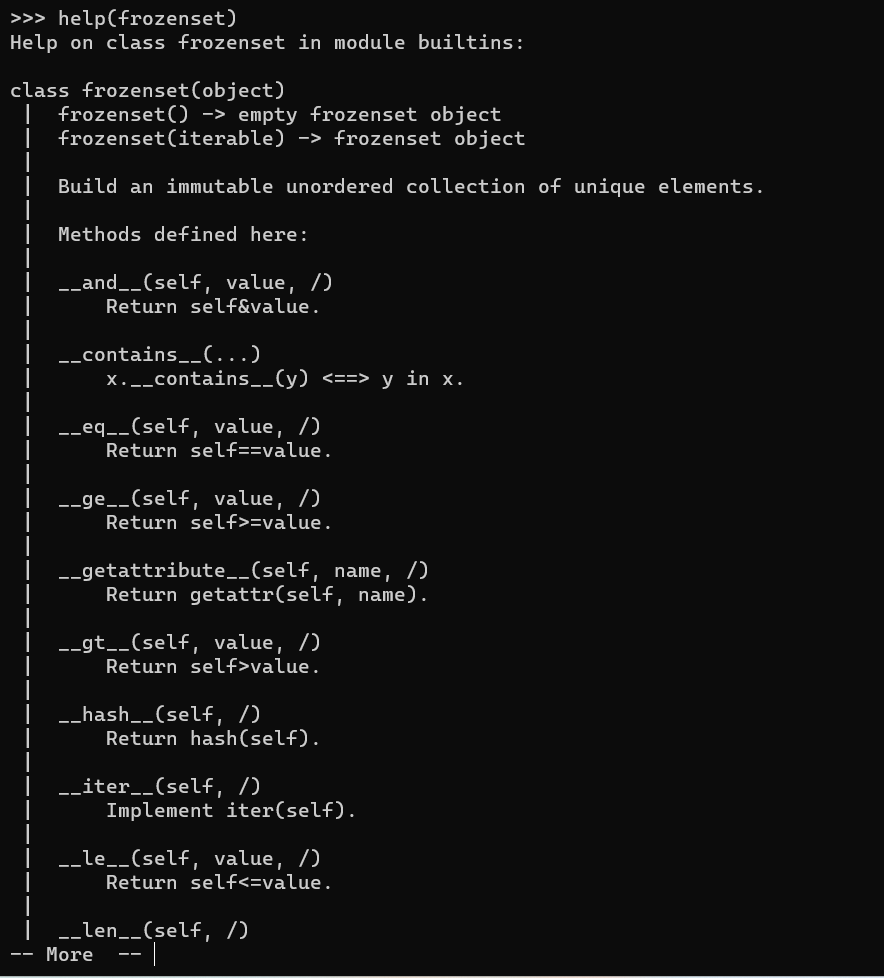 >>> help(frozenset)
Help on class frozenset in module builtins:

class frozenset(object)
 |  frozenset() -> empty frozenset object
 |  frozenset(iterable) -> frozenset object
 |
 |  Build an immutable unordered collection of unique elements.
 |
 |  Methods defined here:
 |
 |  __and__(self, value, /)
 |      Return self&value.
 |
 |  __contains__(...)
 |      x.__contains__(y) <==> y in x.
 |
 |  __eq__(self, value, /)
 |      Return self==value.
 |
 |  __ge__(self, value, /)
 |      Return self>=value.
 |
 |  __getattribute__(self, name, /)
 |      Return getattr(self, name).
 |
 |  __gt__(self, value, /)
 |      Return self>value.
 |
 |  __hash__(self, /)
 |      Return hash(self).
 |
 |  __iter__(self, /)
 |      Implement iter(self).
 |
 |  __le__(self, value, /)
 |      Return self<=value.
 |
 |  __len__(self, /)
-- More  --